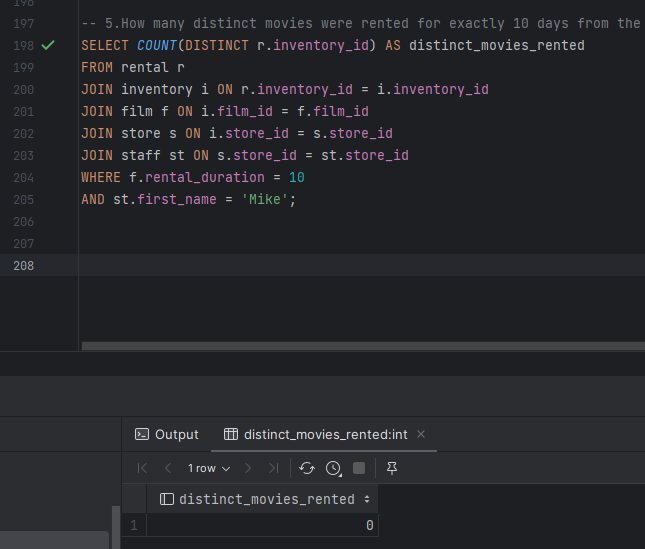 196
197 -- 5.How many distinct movies were rented for exactly 10 days from the
198 SELECT COUNT(DISTINCT r.inventory_id) AS distinct_movies_rented
199 FROM rental r
200 JOIN inventory i ON r.inventory_id = i.inventory_id
201 JOIN film f ON i.film_id = f.film_id
202 JOIN store s ON i.store_id = s.store_id
203 JOIN staff st ON s.store_id = st.store_id
204 WHERE f.rental_duration = 10
205 AND st.first_name = 'Mike';
206
207
208
Output distinct_movies_rented:int
1 row
distinct_movies_rented
1 0